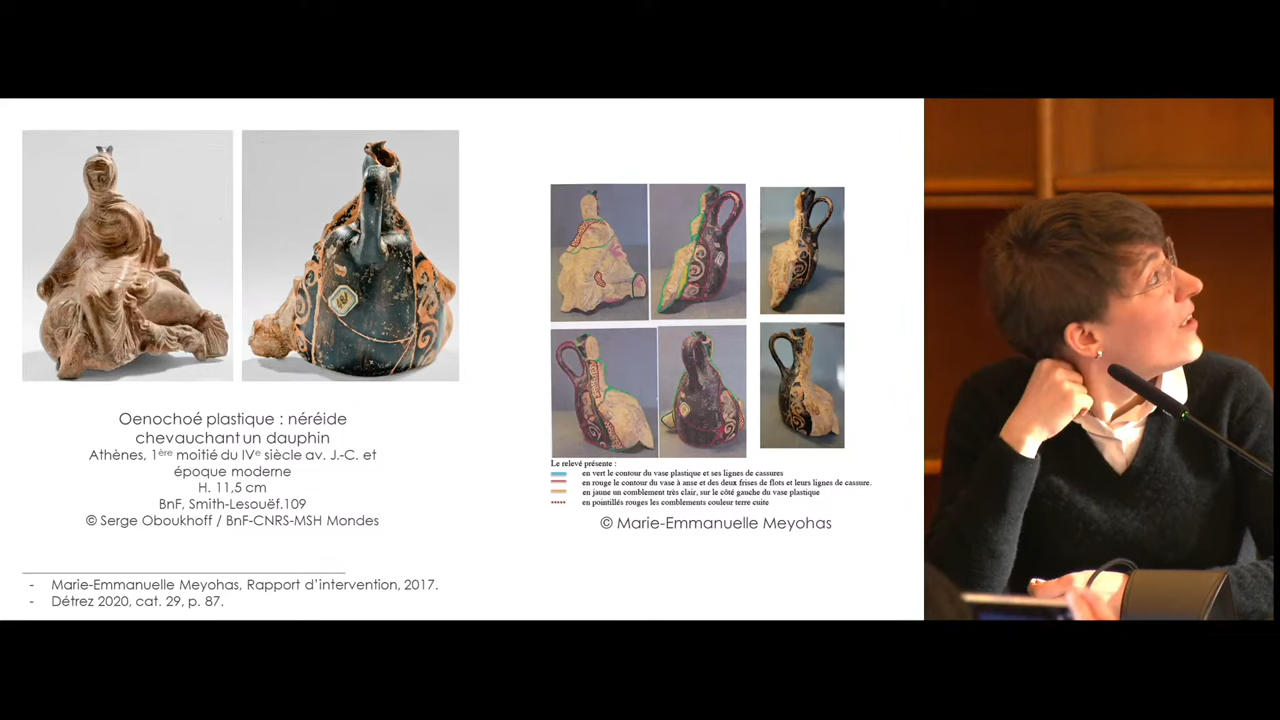 Oenochoé plastique : néréide
chevauchant un dauphin
Athènes, 1ère moitié du IVe siècle av. J.-C. et
époque moderne
H. 11,5 cm
BnF, Smith-Lesouëf.109
© Serge Oboukhoff / BnF-CNRS-MSH Mondes
Le relevé présente :
en vert le contour du vase plastique et ses lignes de cassures
en rouge le contour du vase à anse et des deux frises de flots et leurs lignes de cassure.
en jaune un comblement très clair, sur le côté gauche du vase plastique
en pointillés rouges les comblements couleur terre cuite
© Marie-Emmanuelle Meyohas
- Marie-Emmanuelle Meyohas, Rapport d'intervention, 2017.
- Détrez 2020, cat. 29, p. 87.